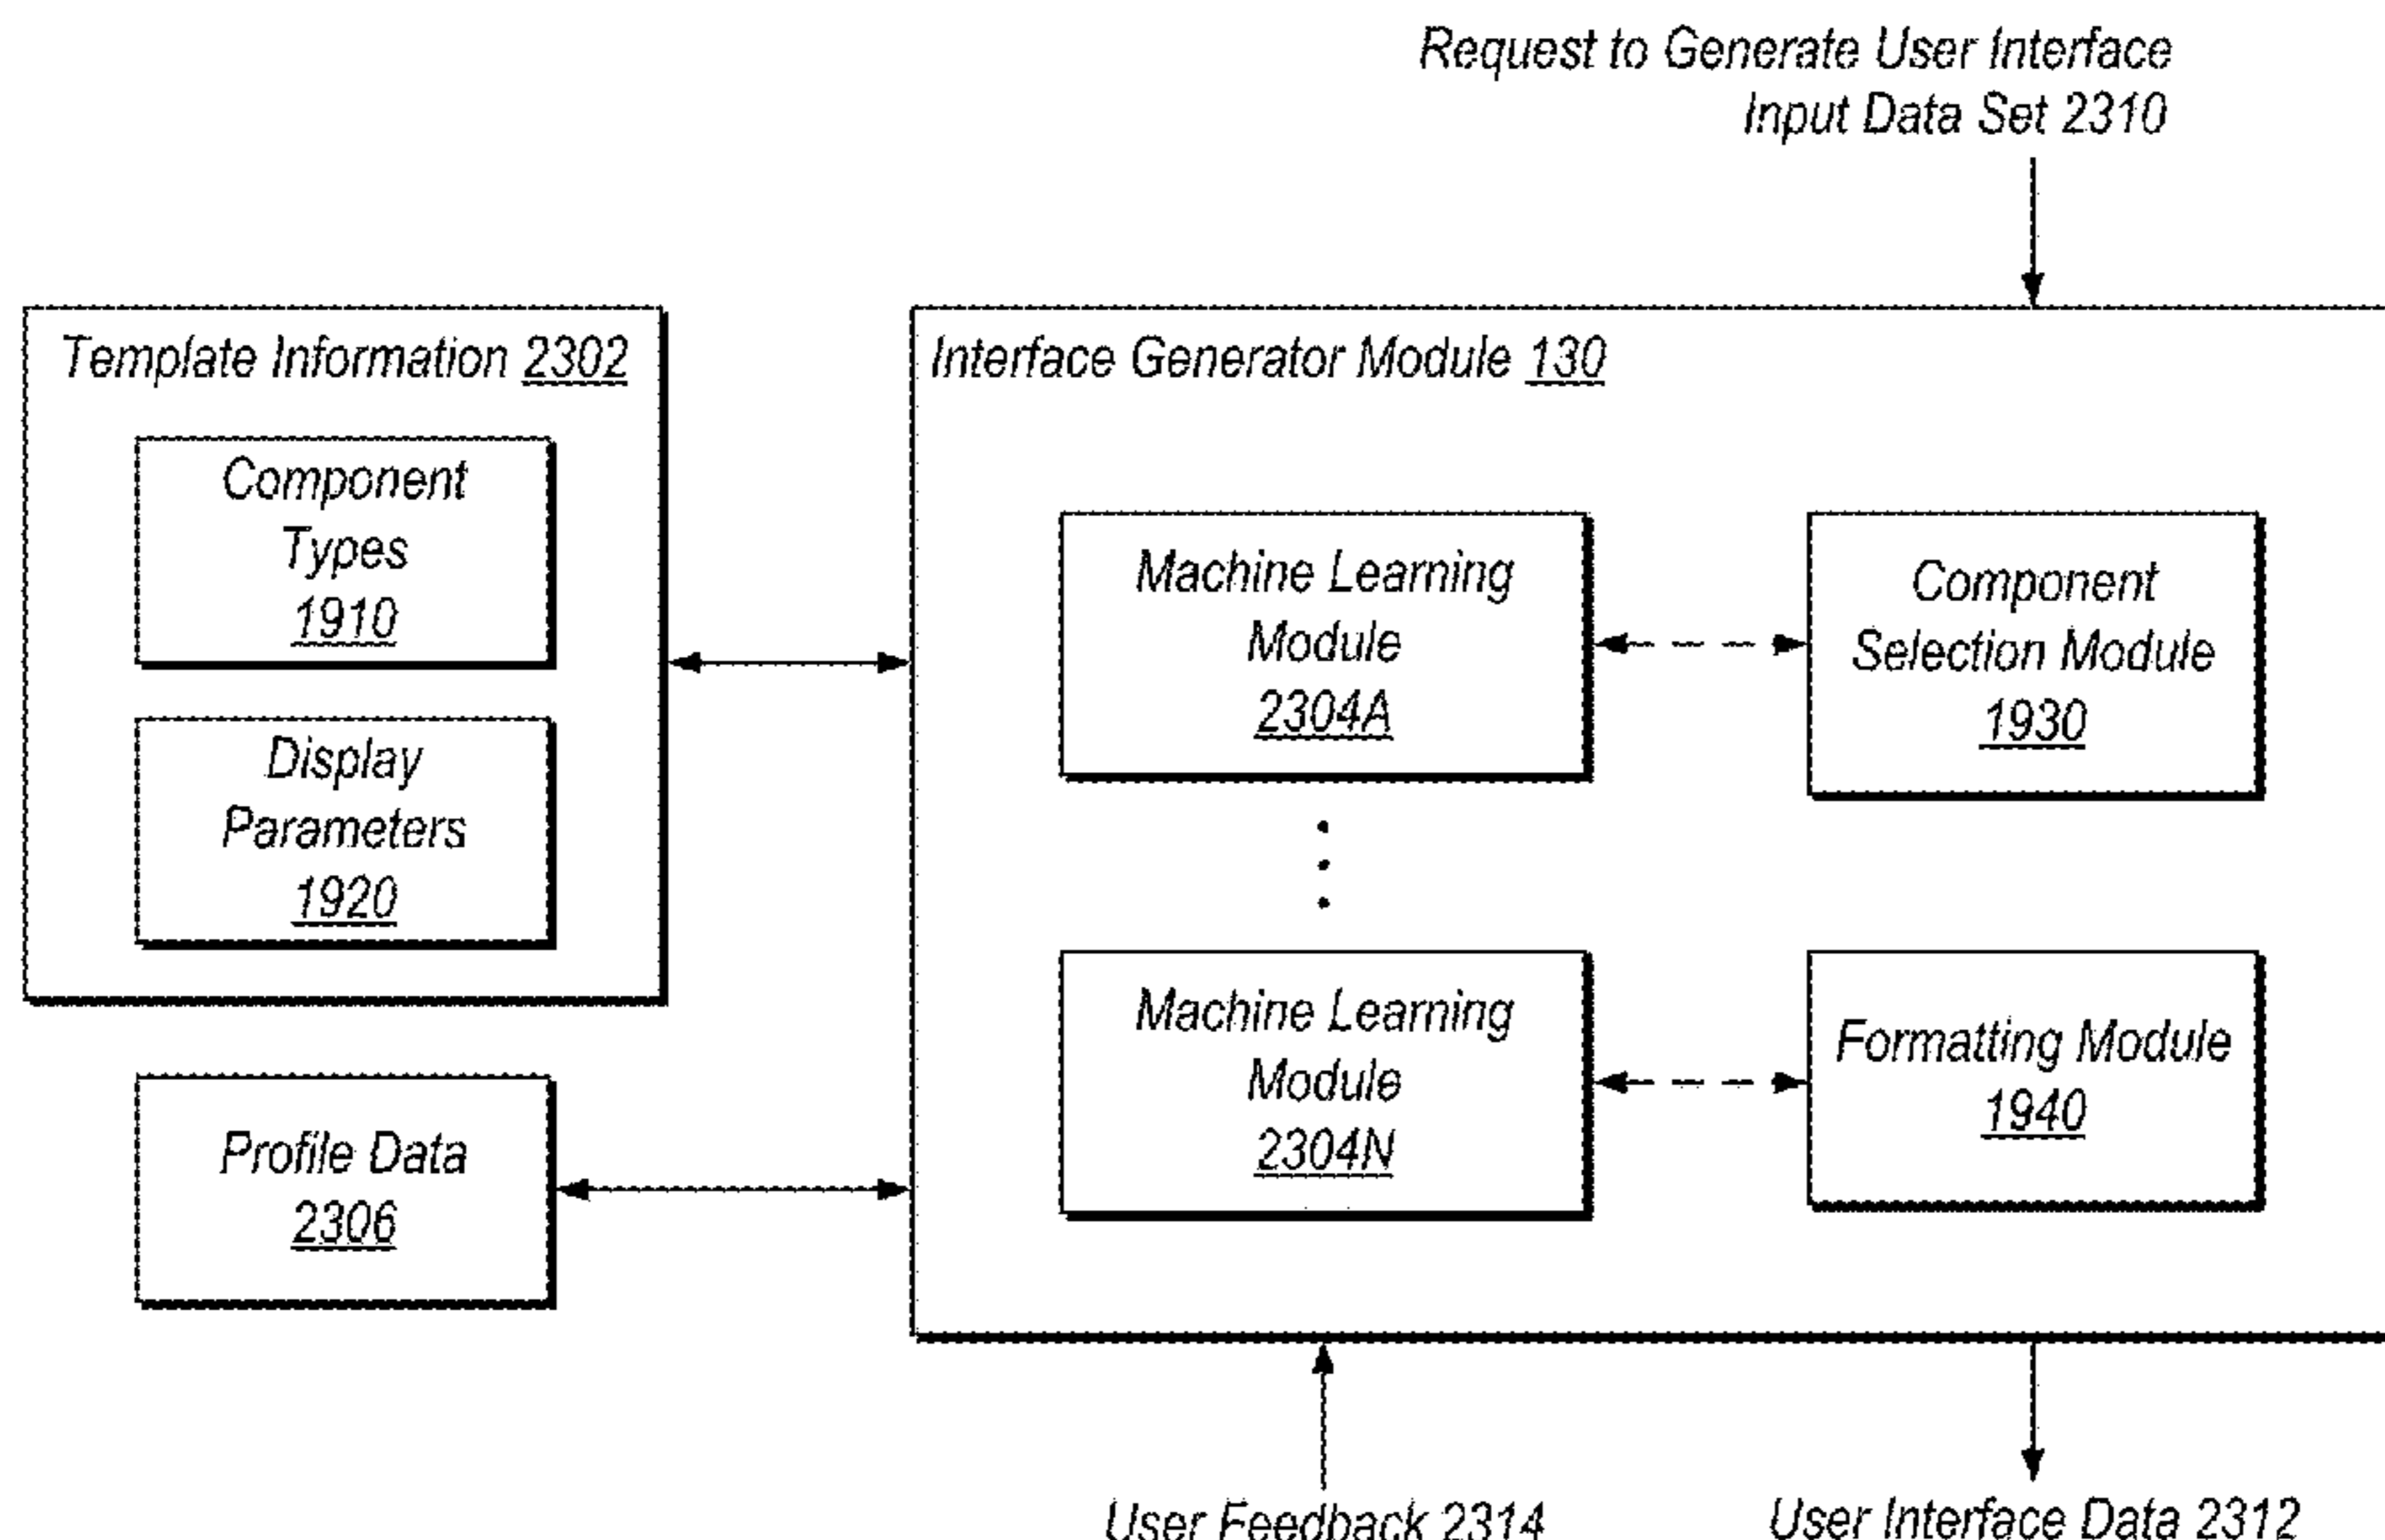 Request to Generate User Interface
Input Data Set 2310
Template Information 2302
Component
Types
1910
Display
Parameters
1920
Profile Data
2306
Interface Generator Module 130
Machine Learning
Module
2304A
Component
Selection Module
1930
Machine Learning
Module
2304N
Formatting Module
1940
User Feedback 2314
User Interface Data 2312